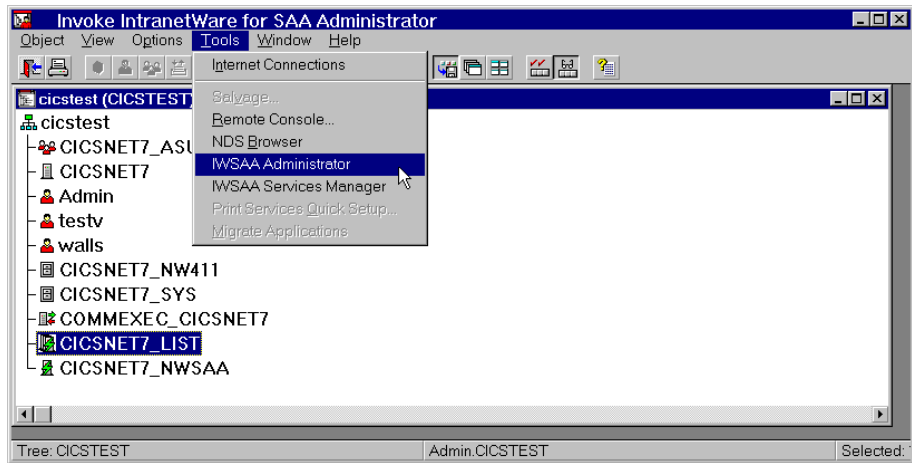 Invoke IntranetWare for SAA Administrator
Object View Options Tools Window Help
Internet Connections
Salvage...
Remote Console...
NDS Browser
IWSAA Administrator
IWSAA Services Manager
Print Services Quick Setup...
Migrate Applications
cicstest (CICSTEST)
cicstest
CICSNET7_ASU
CICSNET7
Admin
testv
walls
CICSNET7_NW411
CICSNET7_SYS
COMMEXEC_CICSNET7
CICSNET7_LIST
CICSNET7_NWSAA
Tree: CICSTEST Admin.CICSTEST Selected: